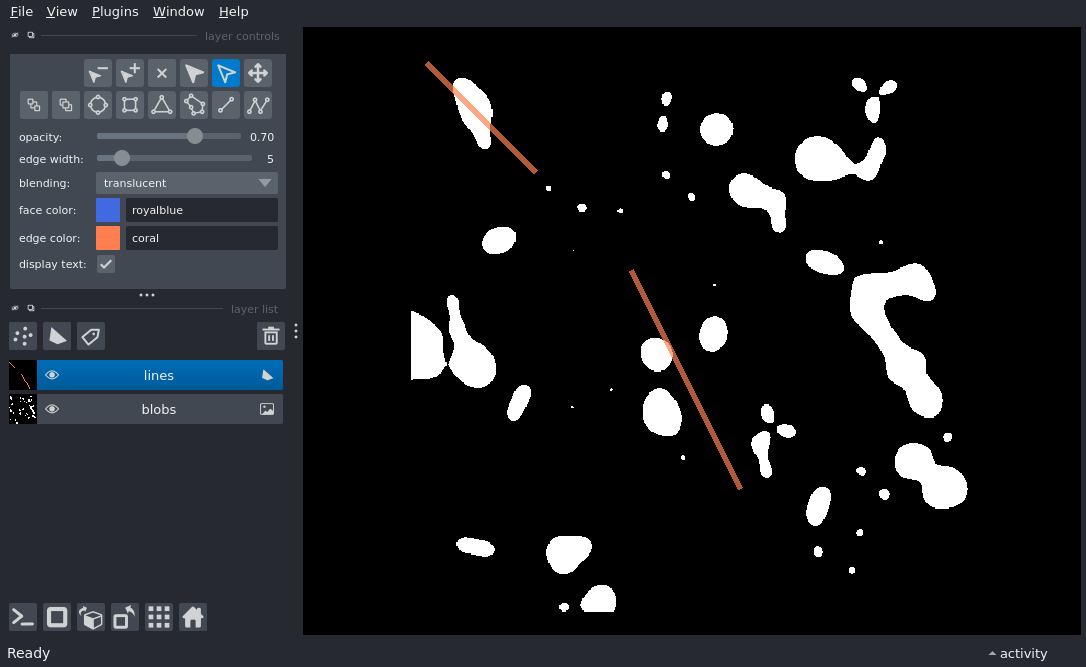 File View Plugins Window Help
layer controls
opacity: 0.70
edge width: 5
blending: translucent
face color: royalblue
edge color: coral
display text:
layer list
lines
blobs
Ready
activity